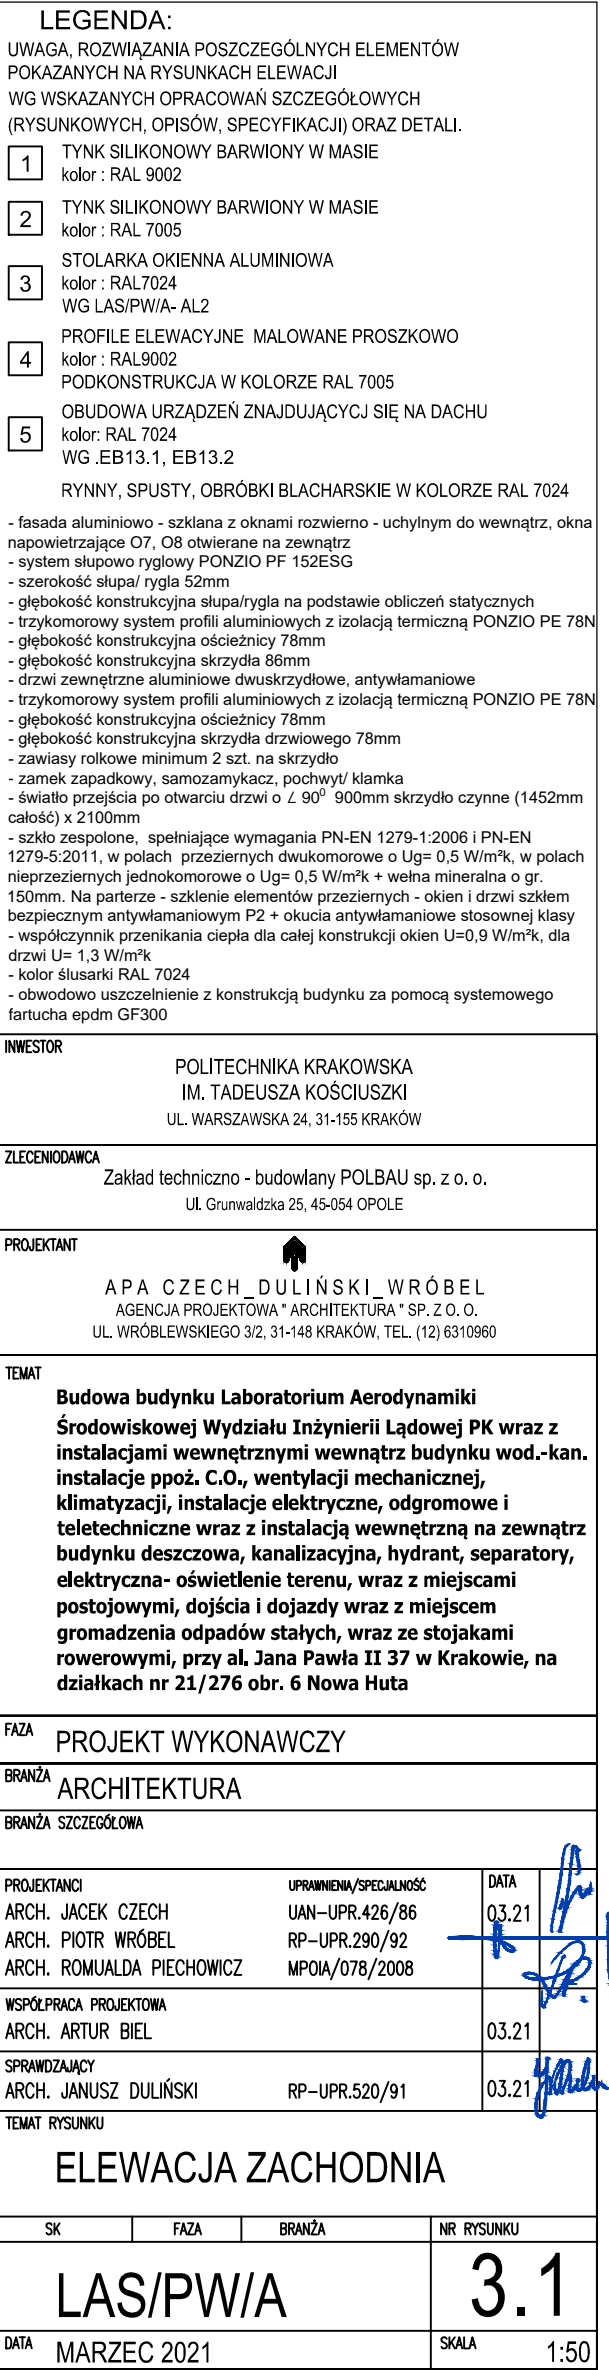 LEGENDA:
UWAGA, ROZWIĄZANIA POSZCZEGÓLNYCH ELEMENTÓW
POKAZANYCH NA RYSUNKACH ELEWACJI
WG WSKAZANYCH OPRACOWAŃ SZCZEGÓŁOWYCH
(RYSUNKOWYCH, OPISÓW, SPECYFIKACJI) ORAZ DETALI.
1 TYNK SILIKONOWY BARWIONY W MASIE
kolor : RAL 9002
2 TYNK SILIKONOWY BARWIONY W MASIE
kolor : RAL 7005
STOLARKA OKIENNA ALUMINIOWA
3 kolor : RAL7024
WG LAS/PW/A- AL2
PROFILE ELEWACYJNE MALOWANE PROSZKOWO
4 kolor : RAL9002
PODKONSTRUKCJA W KOLORZE RAL 7005
OBUDOWA URZĄDZEŃ ZNAJDUJĄCYCJ SIĘ NA DACHU
5 kolor: RAL 7024
WG .EB13.1, EB13.2
RYNNY, SPUSTY, OBRÓBKI BLACHARSKIE W KOLORZE RAL 7024
- fasada aluminiowo - szklana z oknami rozwierno - uchylnym do wewnątrz, okna
napowietrzające O7, O8 otwierane na zewnątrz
- system słupowo ryglowy PONZIO PF 152ESG
- szerokość słupa/ rygla 52mm
- głębokość konstrukcyjna słupa/rygla na podstawie obliczeń statycznych
- trzykomorowy system profili aluminiowych z izolacją termiczną PONZIO PE 78N
- głębokość konstrukcyjna ościeżnicy 78mm
- głębokość konstrukcyjna skrzydła 86mm
- drzwi zewnętrzne aluminiowe dwuskrzydłowe, antywłamaniowe
- trzykomorowy system profili aluminiowych z izolacją termiczną PONZIO PE 78N
- głębokość konstrukcyjna ościeżnicy 78mm
- głębokość konstrukcyjna skrzydła drzwiowego 78mm
- zawiasy rolkowe minimum 2 szt. na skrzydło
- zamek zapadkowy, samozamykacz, pochwyt/ klamka
- światło przejścia po otwarciu drzwi o ∠ 90⁰ 900mm skrzydło czynne (1452mm
całość) x 2100mm
- szkło zespolone, spełniające wymagania PN-EN 1279-1:2006 i PN-EN
1279-5:2011, w polach przeziernych dwukomorowe o Ug= 0,5 W/m²k, w polach
nieprzeziernych jednokomorowe o Ug= 0,5 W/m²k + wełna mineralna o gr.
150mm. Na parterze - szklenie elementów przeziernych - okien i drzwi szkłem
bezpiecznym antywłamaniowym P2 + okucia antywłamaniowe stosownej klasy
- współczynnik przenikania ciepła dla całej konstrukcji okien U=0,9 W/m²k, dla
drzwi U= 1,3 W/m²k
- kolor ślusarki RAL 7024
- obwodowo uszczelnienie z konstrukcją budynku za pomocą systemowego
fartucha epdm GF300
INWESTOR
POLITECHNIKA KRAKOWSKA
IM. TADEUSZA KOŚCIUSZKI
UL. WARSZAWSKA 24, 31-155 KRAKÓW
ZLECENIODAWCA
Zakład techniczno - budowlany POLBAU sp. z o. o.
Ul. Grunwaldzka 25, 45-054 OPOLE
PROJEKTANT
APA CZECH_DULIŃSKI_WRÓBEL
AGENCJA PROJEKTOWA " ARCHITEKTURA " SP. Z O. O.
UL. WRÓBLEWSKIEGO 3/2, 31-148 KRAKÓW, TEL. (12) 6310960
TEMAT
Budowa budynku Laboratorium Aerodynamiki
Środowiskowej Wydziału Inżynierii Lądowej PK wraz z
instalacjami wewnętrznymi wewnątrz budynku wod.-kan.
instalacje ppoż. C.O., wentylacji mechanicznej,
klimatyzacji, instalacje elektryczne, odgromowe i
teletechniczne wraz z instalacją wewnętrzną na zewnątrz
budynku deszczowa, kanalizacyjna, hydrant, separatory,
elektryczna- oświetlenie terenu, wraz z miejscami
postojowymi, dojścia i dojazdy wraz z miejscem
gromadzenia odpadów stałych, wraz ze stojakami
rowerowymi, przy al. Jana Pawła II 37 w Krakowie, na
działkach nr 21/276 obr. 6 Nowa Huta
FAZA PROJEKT WYKONAWCZY
BRANŻA ARCHITEKTURA
BRANŻA SZCZEGÓŁOWA
PROJEKTANCI UPRAWNIENIA/SPECJALNOŚĆ DATA
ARCH. JACEK CZECH UAN-UPR.426/86 03.21
ARCH. PIOTR WRÓBEL RP-UPR.290/92
ARCH. ROMUALDA PIECHOWICZ MPOIA/078/2008
WSPÓŁPRACA PROJEKTOWA
ARCH. ARTUR BIEL 03.21
SPRAWDZAJĄCY
ARCH. JANUSZ DULIŃSKI RP-UPR.520/91 03.21
TEMAT RYSUNKU
ELEWACJA ZACHODNIA
SK FAZA BRANŻA NR RYSUNKU
LAS/PW/A 3.1
DATA MARZEC 2021 SKALA 1:50